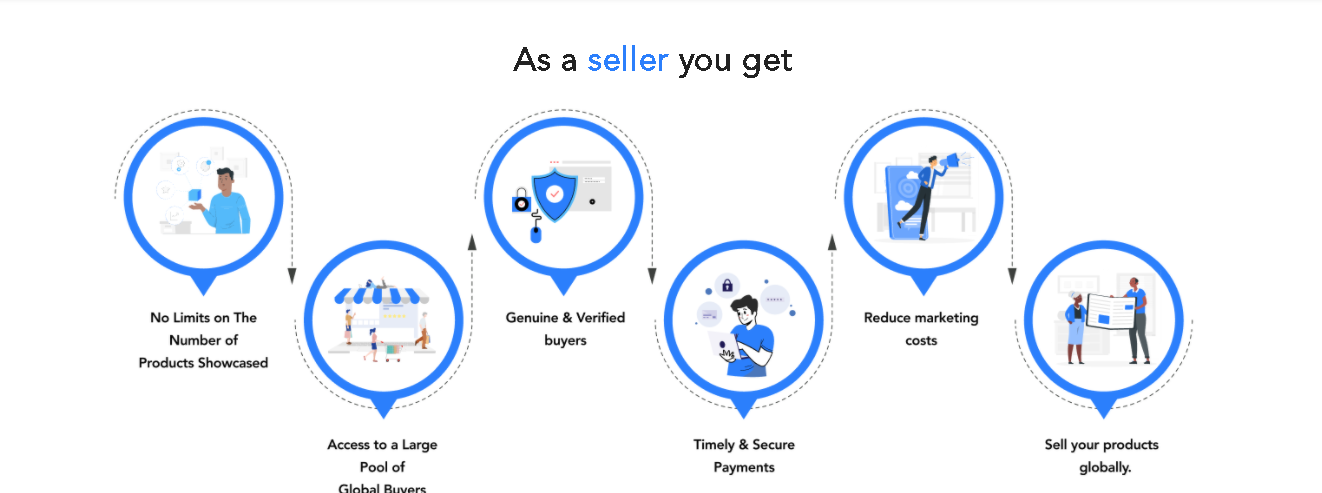 As a seller you get
No Limits on The
Number of
Products Showcased
Access to a Large
Pool of
Global Buyers
Genuine & Verified
buyers
Timely & Secure
Payments
Reduce marketing
costs
Sell your products
globally.